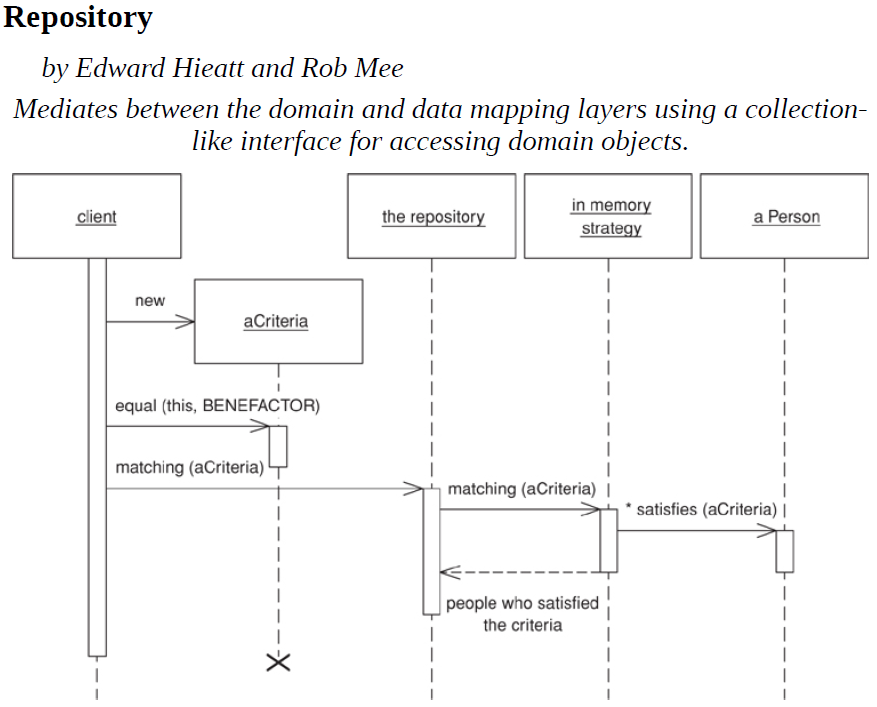 Repository
by Edward Hieatt and Rob Mee
Mediates between the domain and data mapping layers using a collection-
like interface for accessing domain objects.
client
the repository
in memory
strategy
a Person
new
aCriteria
equal (this, BENEFACTOR)
matching (aCriteria)
matching (aCriteria)
* satisfies (aCriteria)
people who satisfied
the criteria